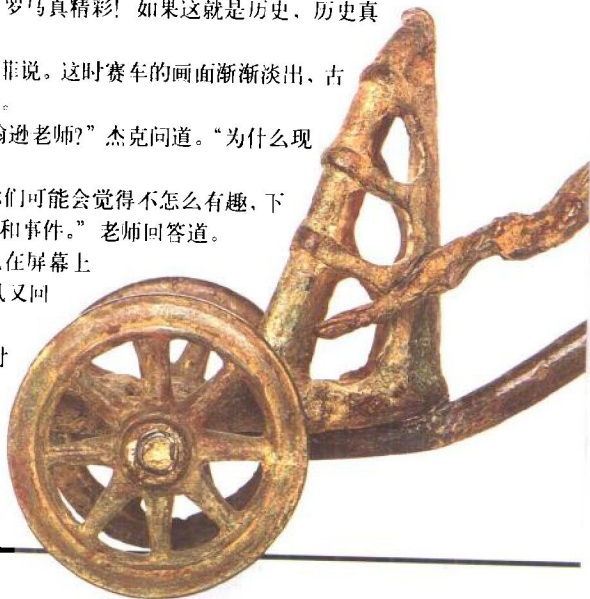 罗马真精彩！如果这就是历史，历史真
菲说。这时赛车的画面渐渐淡出，古
。
逊老师？”杰克问道。“为什么现
们可能会觉得不怎么有趣，下
和事件。”老师回答道。
在屏幕上
又回